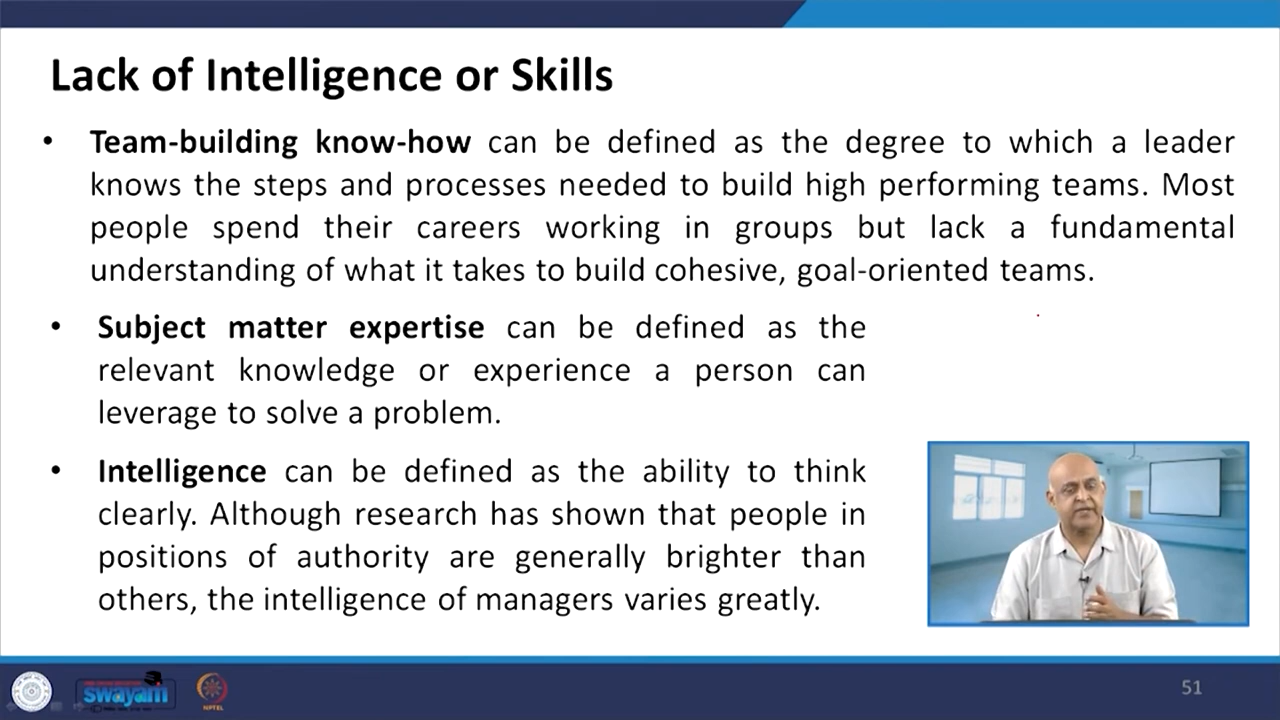 Lack of Intelligence or Skills
• Team-building know-how can be defined as the degree to which a leader
knows the steps and processes needed to build high performing teams. Most
people spend their careers working in groups but lack a fundamental
understanding of what it takes to build cohesive, goal-oriented teams.
• Subject matter expertise can be defined as the
relevant knowledge or experience a person can
leverage to solve a problem.
• Intelligence can be defined as the ability to think
clearly. Although research has shown that people in
positions of authority are generally brighter than
others, the intelligence of managers varies greatly.
swayam
NPTEL
51